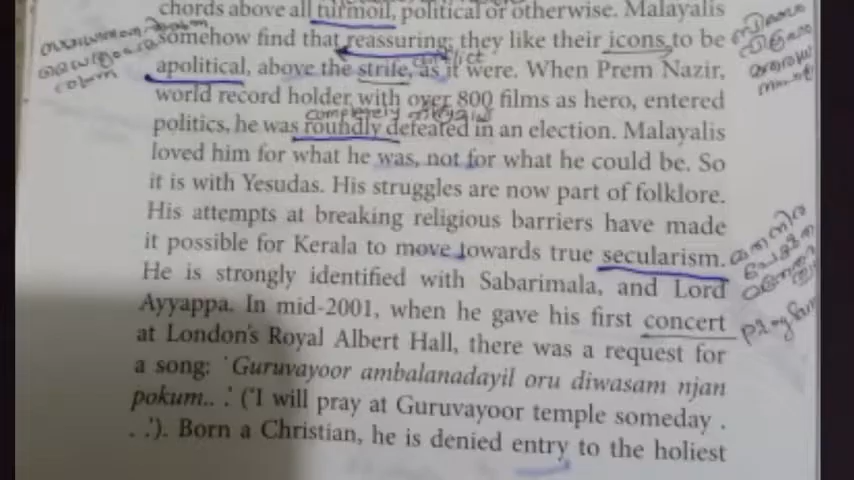 chords above all turmoil, political or otherwise. Malayalis
somehow find that reassuring; they like their icons to be
conflict
apolitical, above the strife, as it were. When Prem Nazir,
world record holder with over 800 films as hero, entered
completely
politics, he was roundly defeated in an election. Malayalis
loved him for what he was, not for what he could be. So
it is with Yesudas. His struggles are now part of folklore.
His attempts at breaking religious barriers have made
it possible for Kerala to move towards true secularism.
മതനിര
പേക്ഷ
He is strongly identified with Sabarimala, and Lord
Ayyappa. In mid-2001, when he gave his first concert
at London's Royal Albert Hall, there was a request for
a song: 'Guruvayoor ambalanadayil oru diwasam njan
pokum.. .' ('I will pray at Guruvayoor temple someday .
. .'). Born a Christian, he is denied entry to the holiest